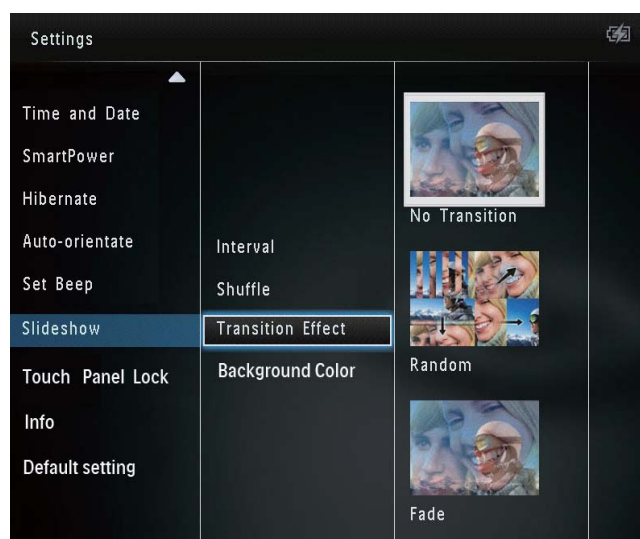 Settings
Time and Date
SmartPower
Hibernate
Auto-orientate
Set Beep
Slideshow
Touch Panel Lock
Info
Default setting
Interval
Shuffle
Transition Effect
Background Color
No Transition
Random
Fade